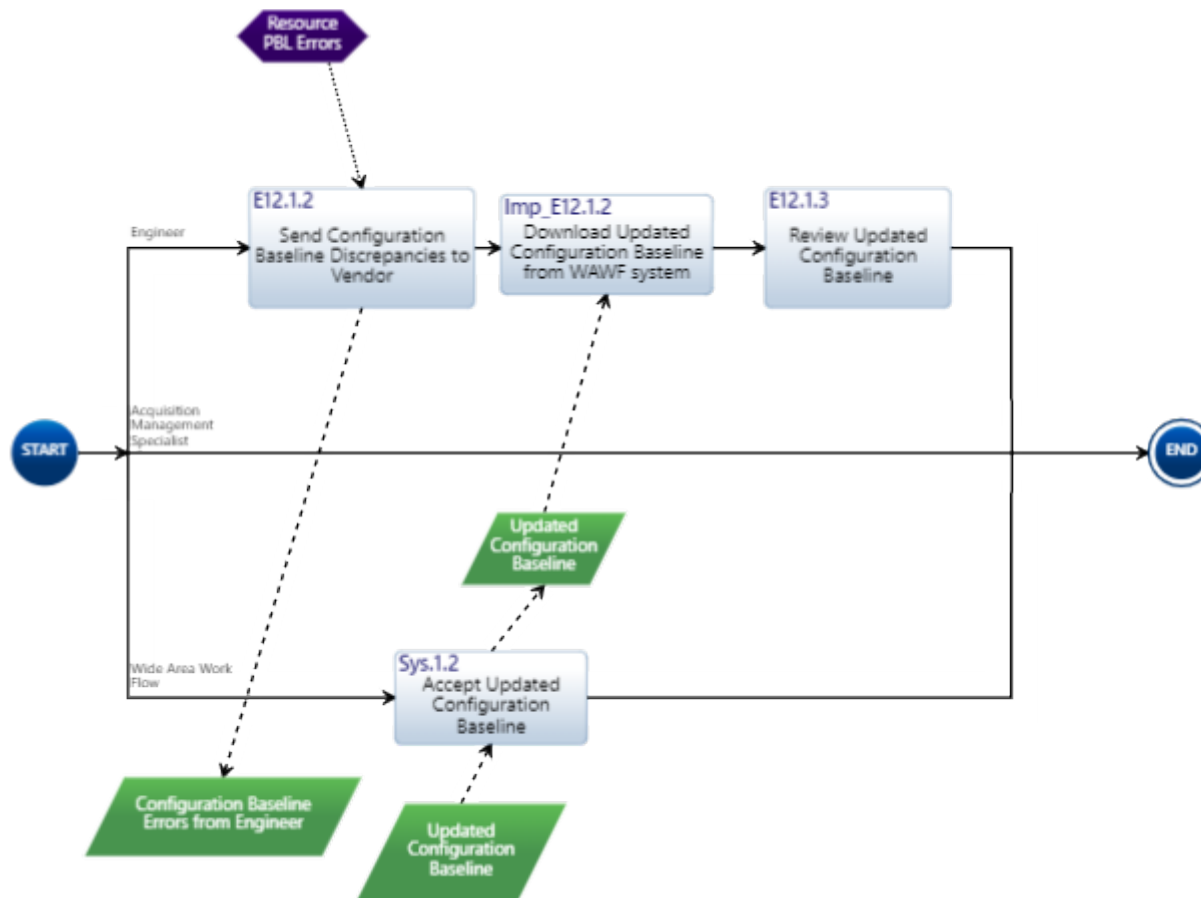 Resource
PBL Errors
E12.1.2
Send Configuration
Baseline Discrepancies to
Vendor
Imp_E12.1.2
Download Updated
Configuration Baseline
from WAWF system
E12.1.3
Review Updated
Configuration
Baseline
Engineer
Acquisition
Management
Specialist
START
END
Updated
Configuration
Baseline
Wide Area Work
Flow
Sys.1.2
Accept Updated
Configuration
Baseline
Configuration Baseline
Errors from Engineer
Updated
Configuration
Baseline